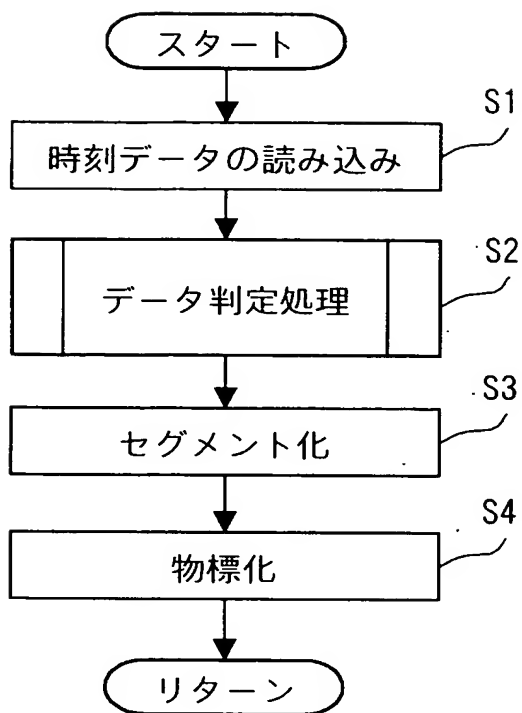 スタート
S1
時刻データの読み込み
S2
データ判定処理
S3
セグメント化
S4
物標化
リターン